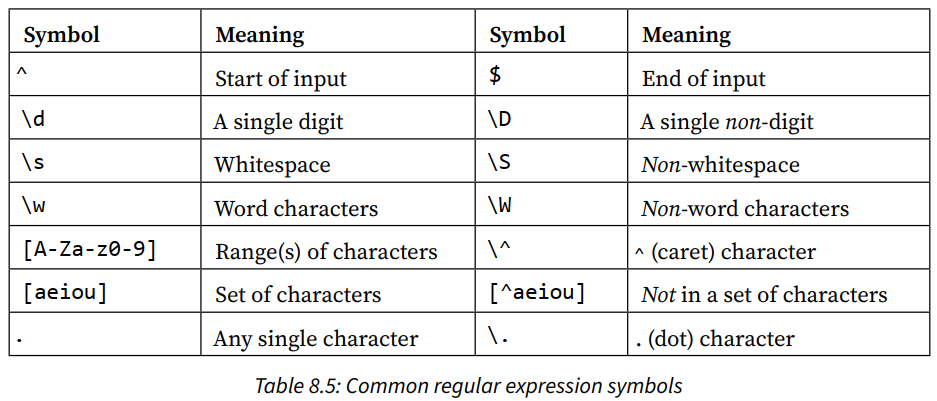 Symbol Meaning Symbol Meaning
^ Start of input $ End of input
\d A single digit \D A single non-digit
\s Whitespace \S Non-whitespace
\w Word characters \W Non-word characters
[A-Za-z0-9] Range(s) of characters \^ ^ (caret) character
[aeiou] Set of characters [^aeiou] Not in a set of characters
. Any single character \. . (dot) character
Table 8.5: Common regular expression symbols